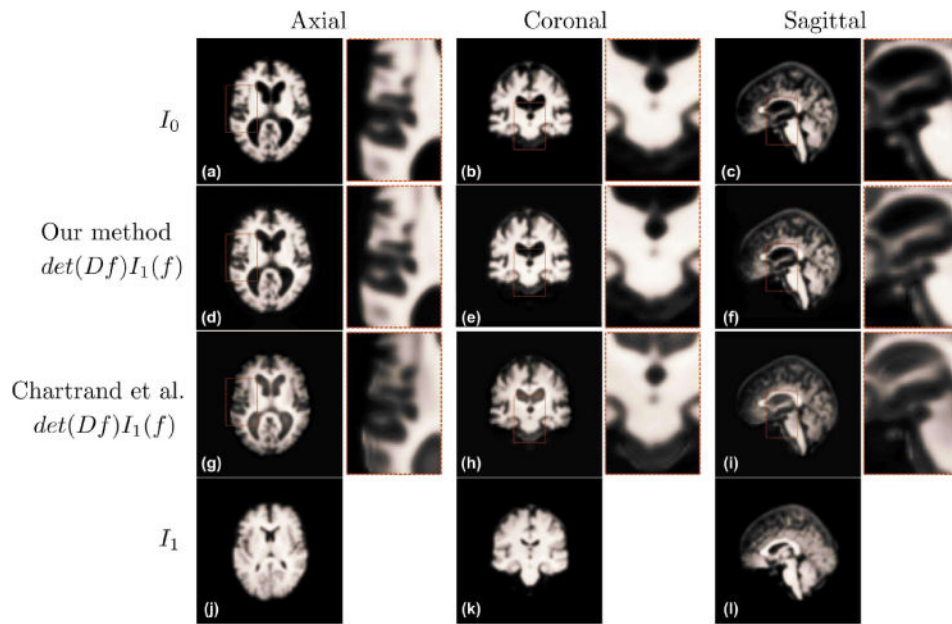 Axial Coronal Sagittal
I₀
(a) (b) (c)
Our method
det(Df)I₁(f)
(d) (e) (f)
Chartrand et al.
det(Df)I₁(f)
(g) (h) (i)
I₁
(j) (k) (l)